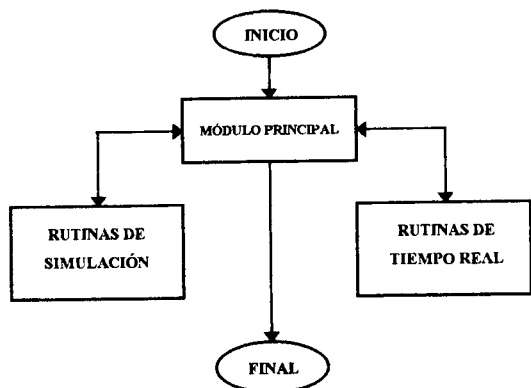 INICIO
MÓDULO PRINCIPAL
RUTINAS DE
SIMULACIÓN
RUTINAS DE
TIEMPO REAL
FINAL